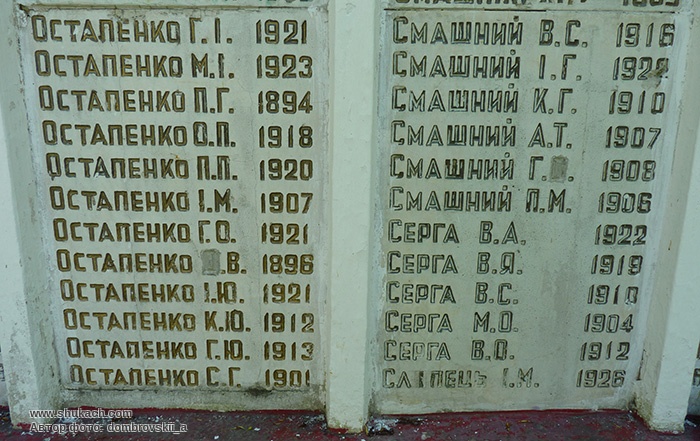 Остапенко Г.І. 1921
Остапенко М.І. 1923
Остапенко П.Г. 1894
Остапенко О.П. 1918
Остапенко П.П. 1920
Остапенко І.М. 1907
Остапенко Г.О. 1921
Остапенко В. 1896
Остапенко І.Ю. 1921
Остапенко К.Ю. 1912
Остапенко Г.Ю. 1913
Остапенко С.Г. 1901
Смашний В.С. 1916
Смашний І.Г. 1922
Смашний К.Г. 1910
Смашний А.Т. 1907
Смашний Г. 1908
Смашний П.М. 1906
Серга В.А. 1922
Серга В.Я. 1919
Серга В.С. 1910
Серга М.О. 1904
Серга В.О. 1912
Сліпець І.М. 1926
www.shukach.com
Автор фото: dombrovskii_a